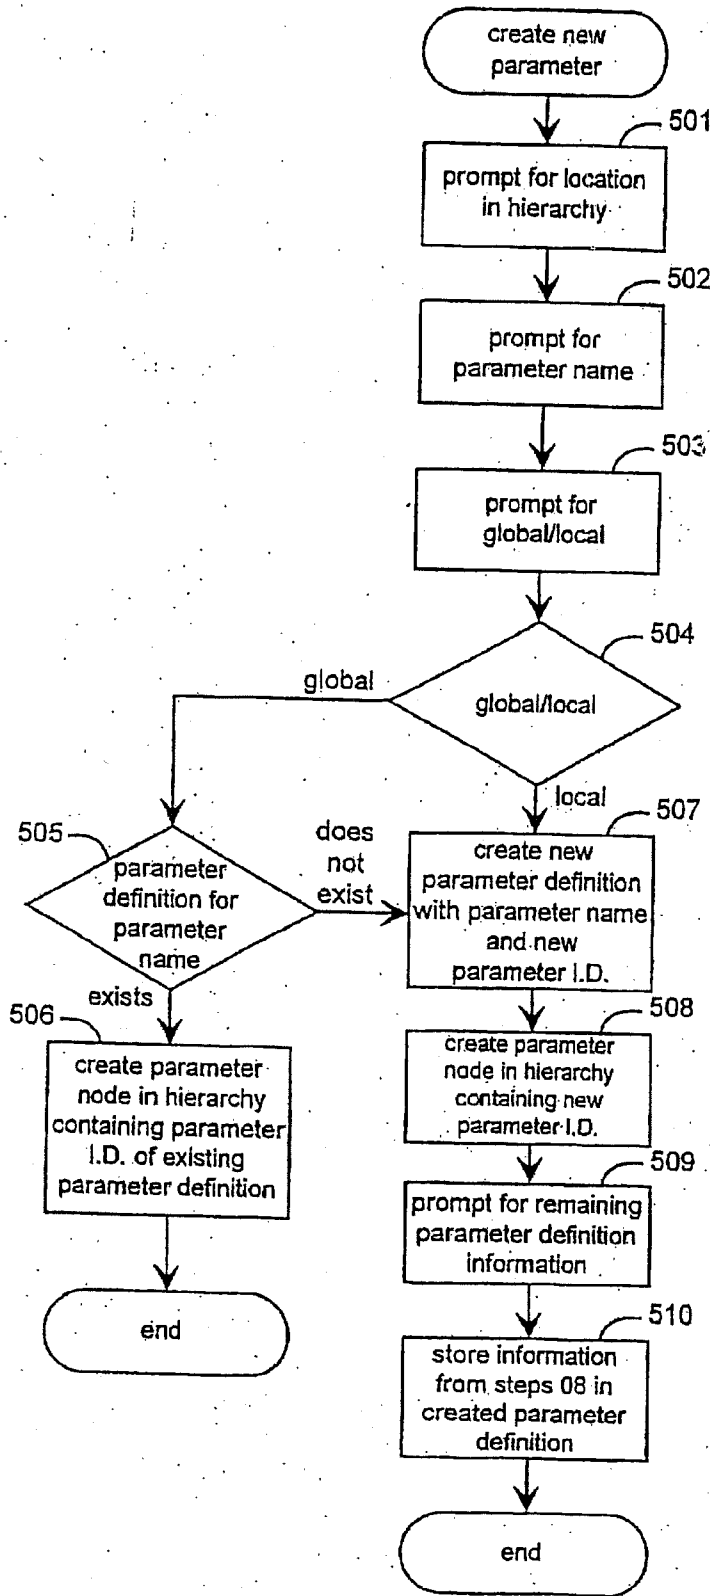 create new
parameter
501
prompt for location
in hierarchy
502
prompt for
parameter name
503
prompt for
global/local
504
global/local
global
local
505
parameter
definition for
parameter
name
does
not
exist
exists
506
create parameter
node in hierarchy
containing parameter
I.D. of existing
parameter definition
end
507
create new
parameter definition
with parameter name
and new
parameter I.D.
508
create parameter
node in hierarchy
containing new
parameter I.D.
509
prompt for remaining
parameter definition
information
510
store information
from steps 08 in
created parameter
definition
end